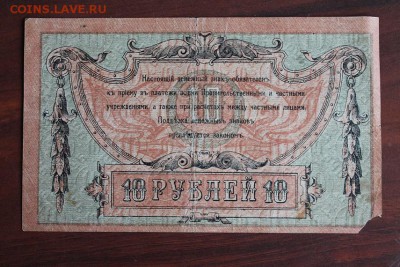 COINS.LAVE.RU
Настоящій денежный знакъ обязателенъ
къ пріему въ платежъ всѣми Правительственными и частными
учрежденіями, а также при расчетахъ между частными
лицами.
Поддѣлка денежныхъ знаковъ
преслѣдуется закономъ.
10 РУБЛЕЙ 10